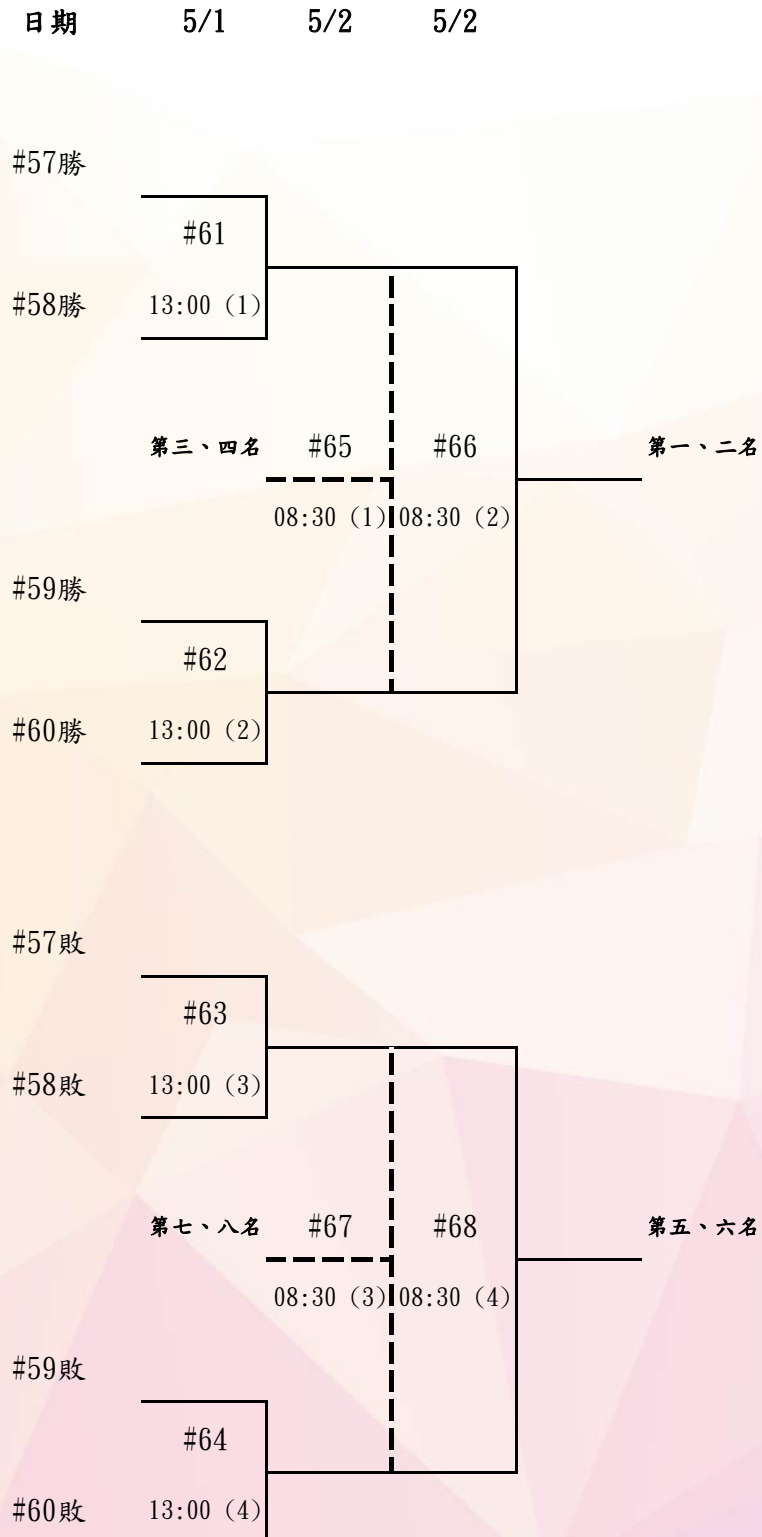 日期 5/1 5/2 5/2
#57勝
#61
#58勝 13:00 (1)
第三、四名 #65 #66 第一、二名
08:30 (1) 08:30 (2)
#59勝
#62
#60勝 13:00 (2)
#57敗
#63
#58敗 13:00 (3)
第七、八名 #67 #68 第五、六名
08:30 (3) 08:30 (4)
#59敗
#64
#60敗 13:00 (4)